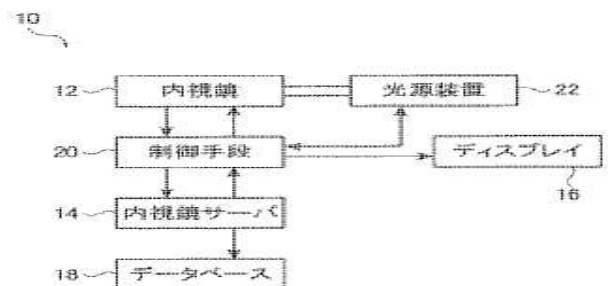 10
12 内視鏡 光源装置 22
20 制御手段 ディスプレイ
16
14 内視鏡サーバ
18 データベース